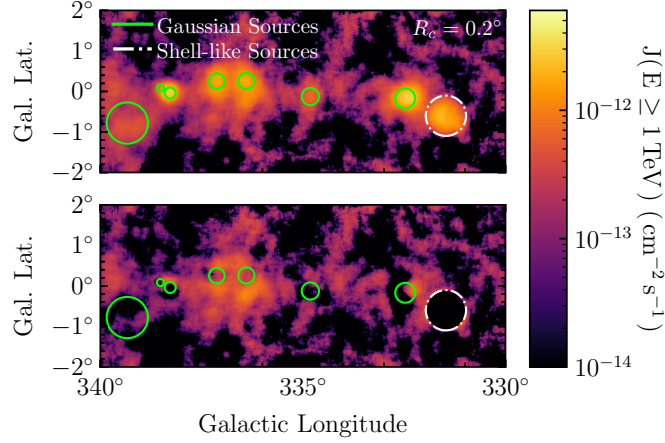 Gaussian Sources
Shell-like Sources
R_c = 0.2°
2°
1°
0°
−1°
2°
Gal. Lat.
2°
1°
0°
−1°
2°
Gal. Lat.
340°
335°
330°
Galactic Longitude
10⁻¹²
10⁻¹³
10⁻¹⁴
J(E ≥ 1 TeV) (cm⁻² s⁻¹)